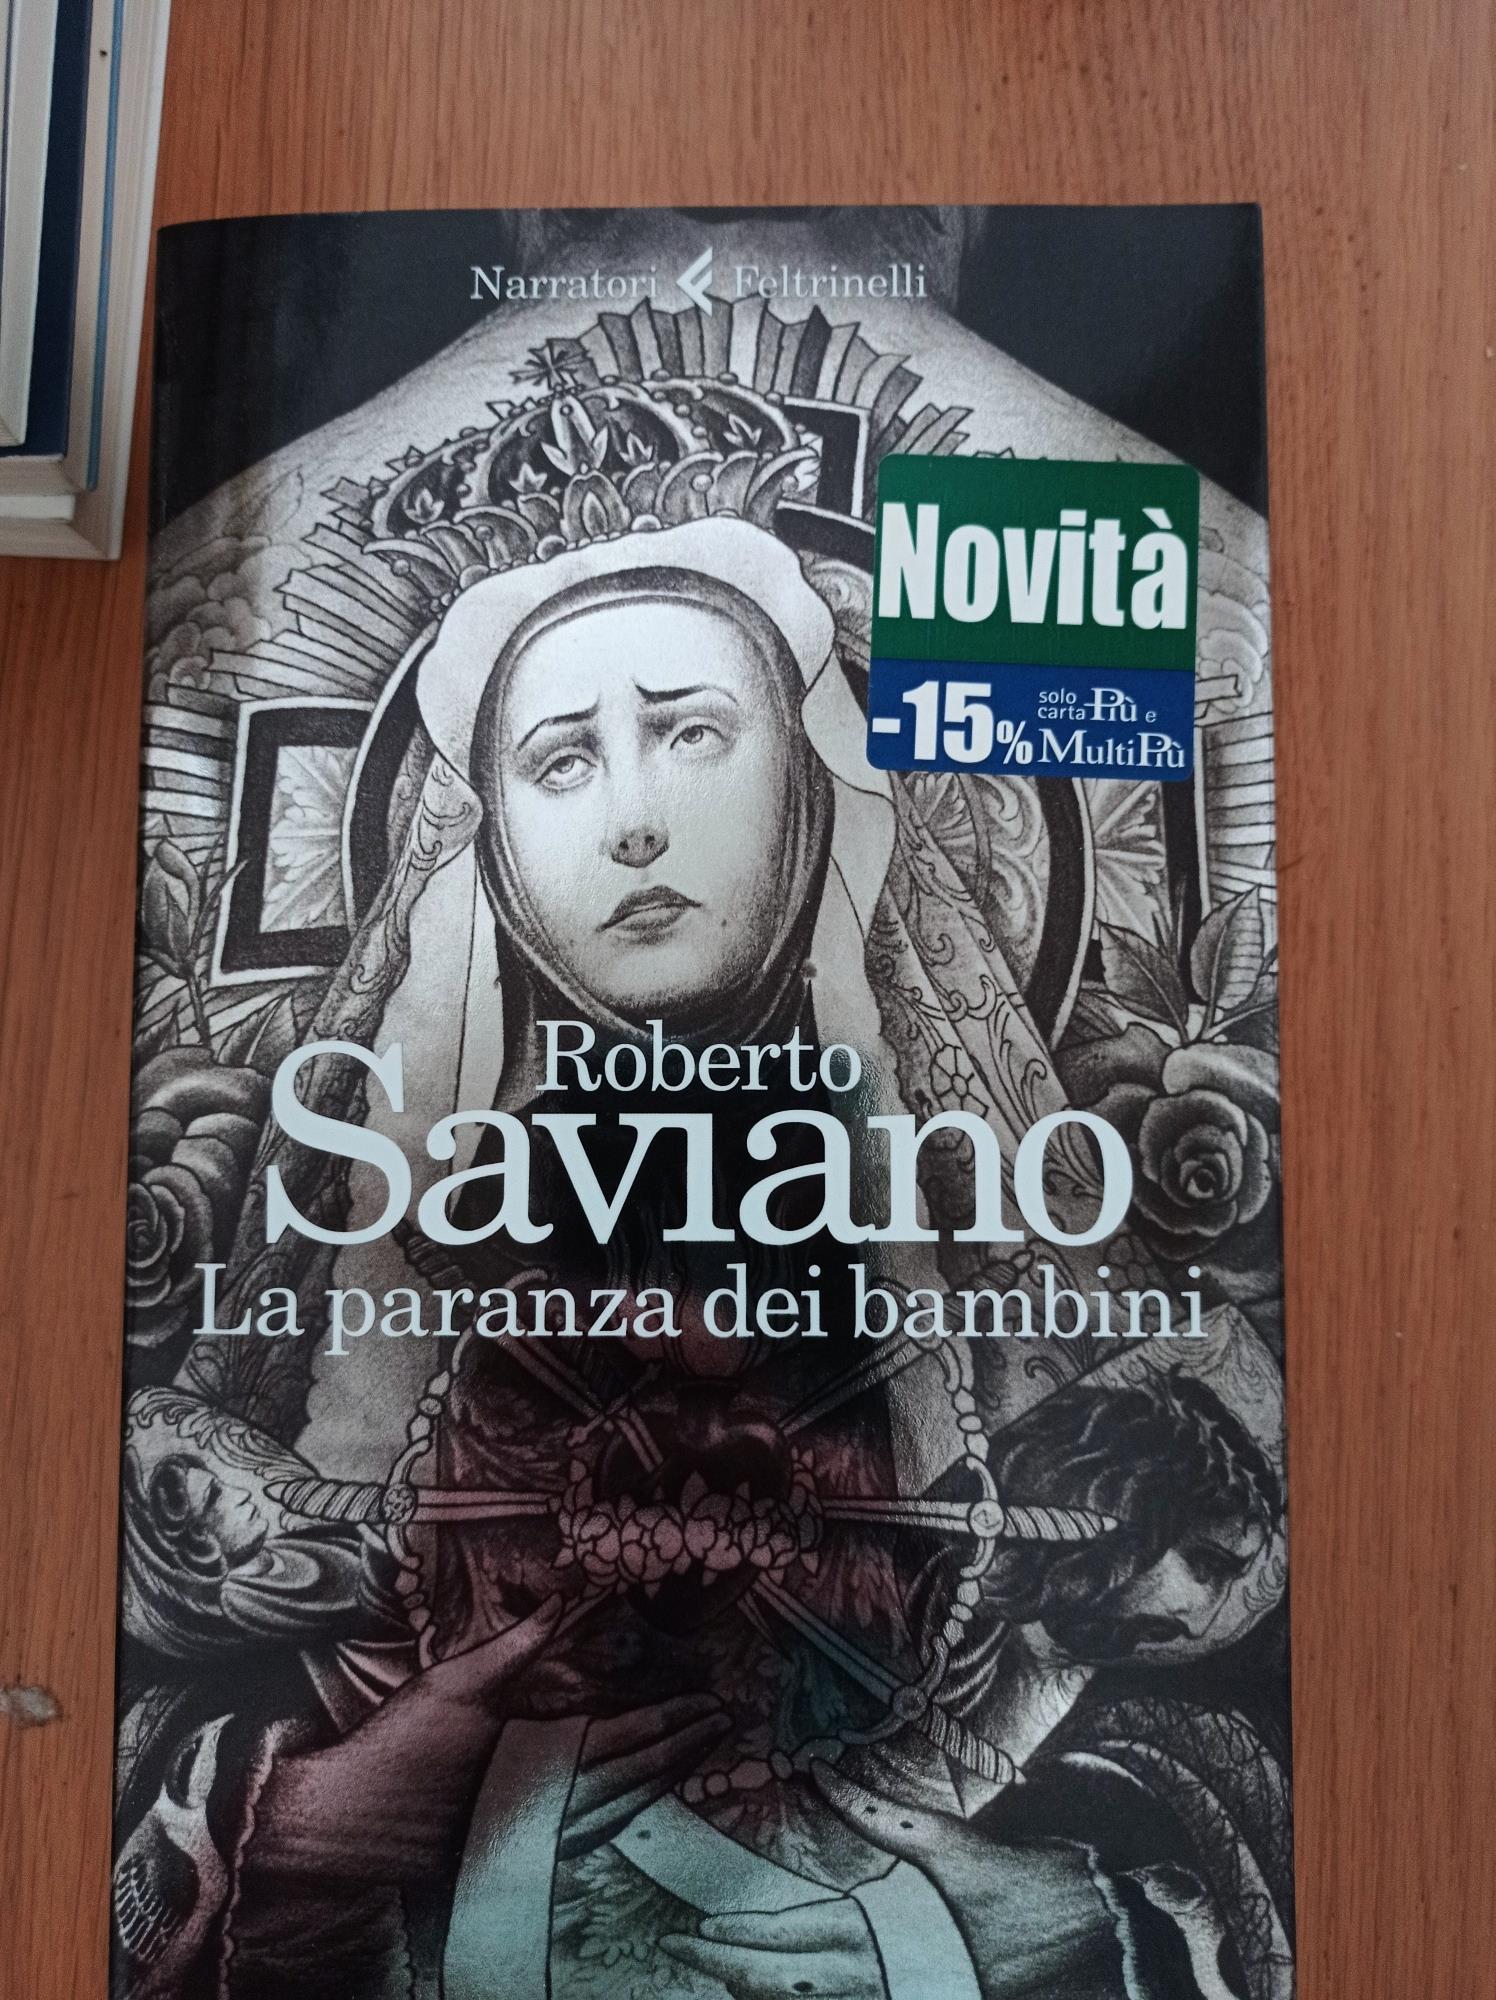 Narratori Feltrinelli
Novità
-15% solo carta Più e MultiPiù
Roberto
Saviano
La paranza dei bambini